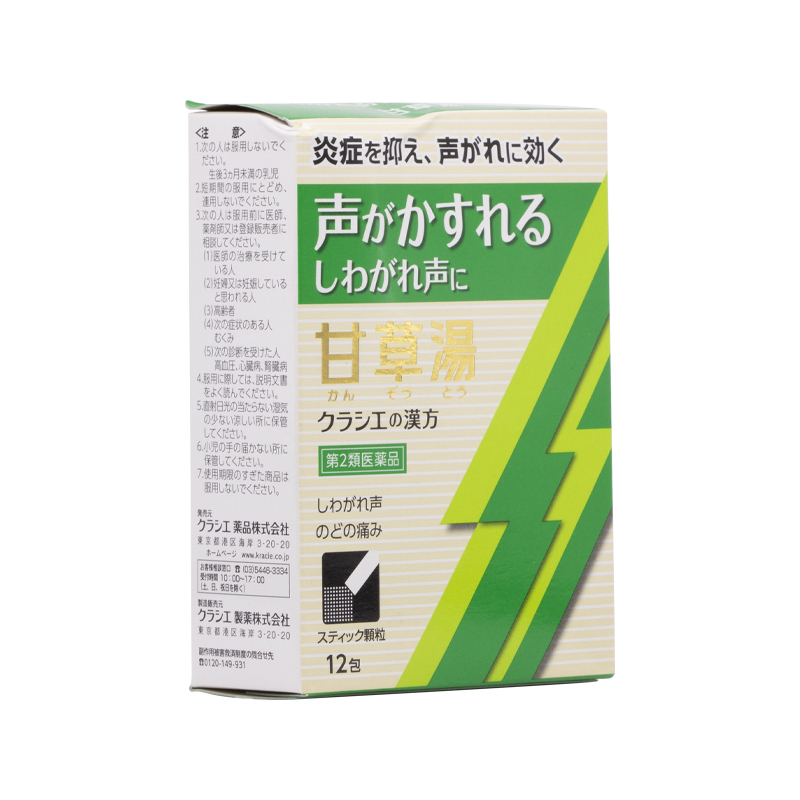 炎症を抑え、声がれに効く
声がかすれる
しわがれ声に
甘草湯
かん ぞう とう
クラシエの漢方
第2類医薬品
しわがれ声
のどの痛み
スティック顆粒
12包
<注 意>
1.次の人は服用しないでく
ださい。
生後3ヵ月未満の乳児
2.短期間の服用にとどめ、
連用しないでください。
3.次の人は服用前に医師、
薬剤師又は登録販売者に
相談してください。
(1)医師の治療を受けて
いる人
(2)妊婦又は妊娠している
と思われる人
(3)高齢者
(4)次の症状のある人
むくみ
(5)次の診断を受けた人
高血圧、心臓病、腎臓病
4.服用に際しては、説明文書
をよく読んでください。
5.直射日光の当たらない湿気
の少ない涼しい所に保管
してください。
6.小児の手の届かない所に
保管してください。
7.使用期限のすぎた商品は
服用しないでください。
発売元
クラシエ薬品株式会社
東京都港区海岸 3-20-20
ホームページ www.kracie.co.jp
お客様相談窓口 ☎(03)5446-3334
受付時間 10:00〜17:00
(土、日、祝日を除く)
製造販売元
クラシエ製薬株式会社
東京都港区海岸 3-20-20
副作用被害救済制度の問合せ先
☎0120-149-931